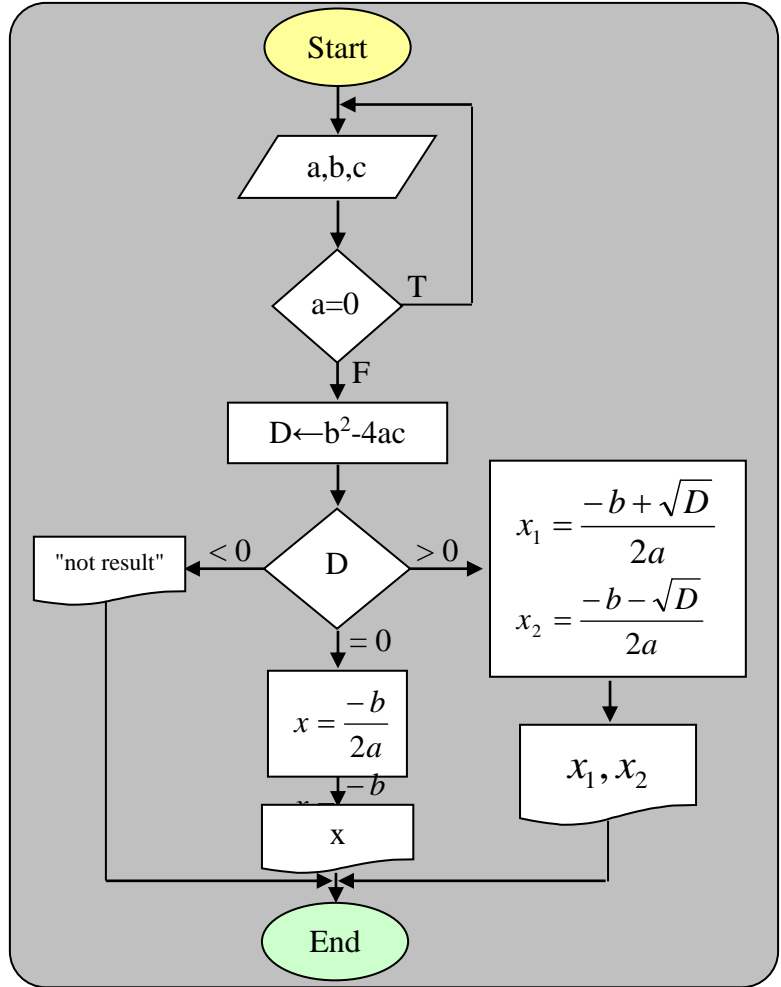 Start
a,b,c
a=0
T
F
D←b²-4ac
"not result"
< 0
D
> 0
x₁ = (-b + √D) / 2a
x₂ = (-b - √D) / 2a
= 0
x = -b / 2a
-b
x₁, x₂
x
End